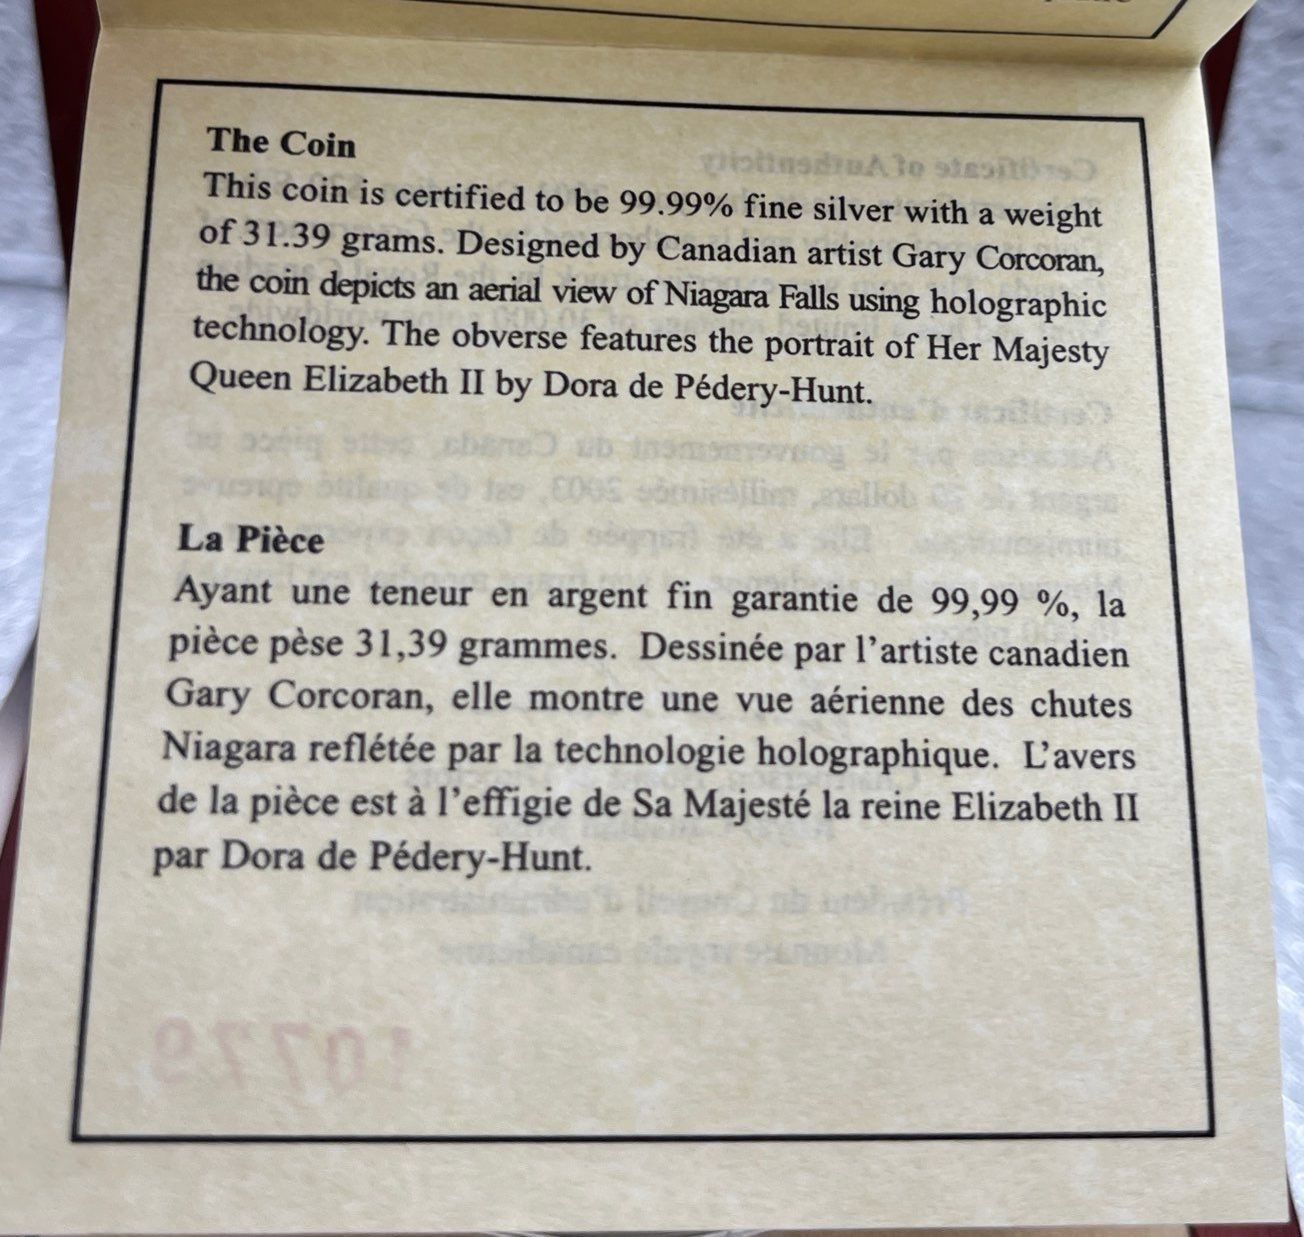 The Coin
This coin is certified to be 99.99% fine silver with a weight
of 31.39 grams. Designed by Canadian artist Gary Corcoran,
the coin depicts an aerial view of Niagara Falls using holographic
technology. The obverse features the portrait of Her Majesty
Queen Elizabeth II by Dora de Pédery-Hunt.
La Pièce
Ayant une teneur en argent fin garantie de 99,99 %, la
pièce pèse 31,39 grammes. Dessinée par l'artiste canadien
Gary Corcoran, elle montre une vue aérienne des chutes
Niagara reflétée par la technologie holographique. L'avers
de la pièce est à l'effigie de Sa Majesté la reine Elizabeth II
par Dora de Pédery-Hunt.